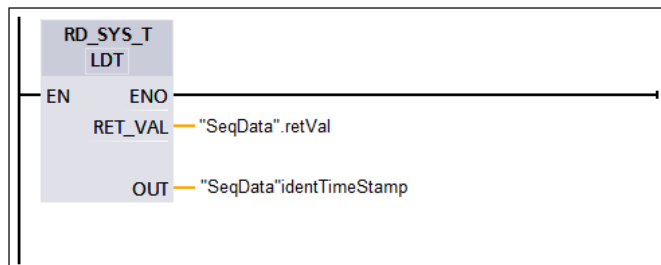 RD_SYS_T
LDT
EN ENO
RET_VAL "SeqData".retVal
OUT "SeqData"identTimeStamp